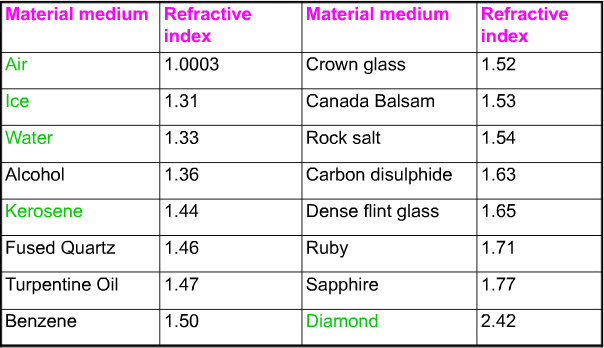 Material medium Refractive index Material medium Refractive index
Air 1.0003 Crown glass 1.52
Ice 1.31 Canada Balsam 1.53
Water 1.33 Rock salt 1.54
Alcohol 1.36 Carbon disulphide 1.63
Kerosene 1.44 Dense flint glass 1.65
Fused Quartz 1.46 Ruby 1.71
Turpentine Oil 1.47 Sapphire 1.77
Benzene 1.50 Diamond 2.42